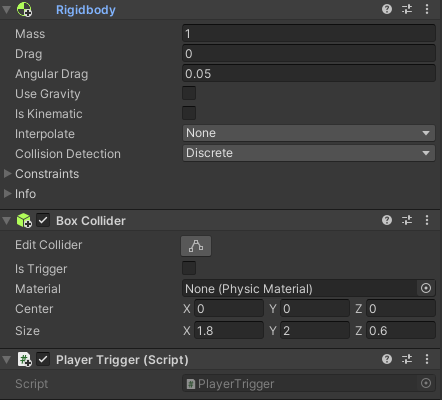 Rigidbody
Mass 1
Drag 0
Angular Drag 0.05
Use Gravity
Is Kinematic
Interpolate None
Collision Detection Discrete
Constraints
Info
Box Collider
Edit Collider
Is Trigger
Material None (Physic Material)
Center X 0 Y 0 Z 0
Size X 1.8 Y 2 Z 0.6
# Player Trigger (Script)
Script # PlayerTrigger